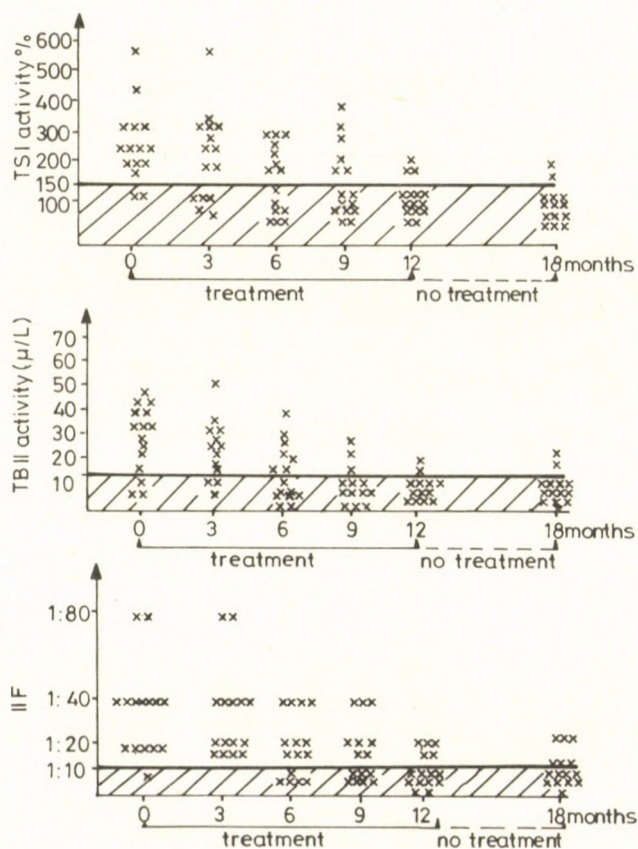 TSI activity %
600
500
400
300
200
150
100
0 3 6 9 12 18 months
treatment no treatment
TBII activity (μ/L)
70
60
50
40
30
20
10
0 3 6 9 12 18 months
treatment no treatment
IIF
1:80
1:40
1:20
1:10
0 3 6 9 12 18 months
treatment no treatment